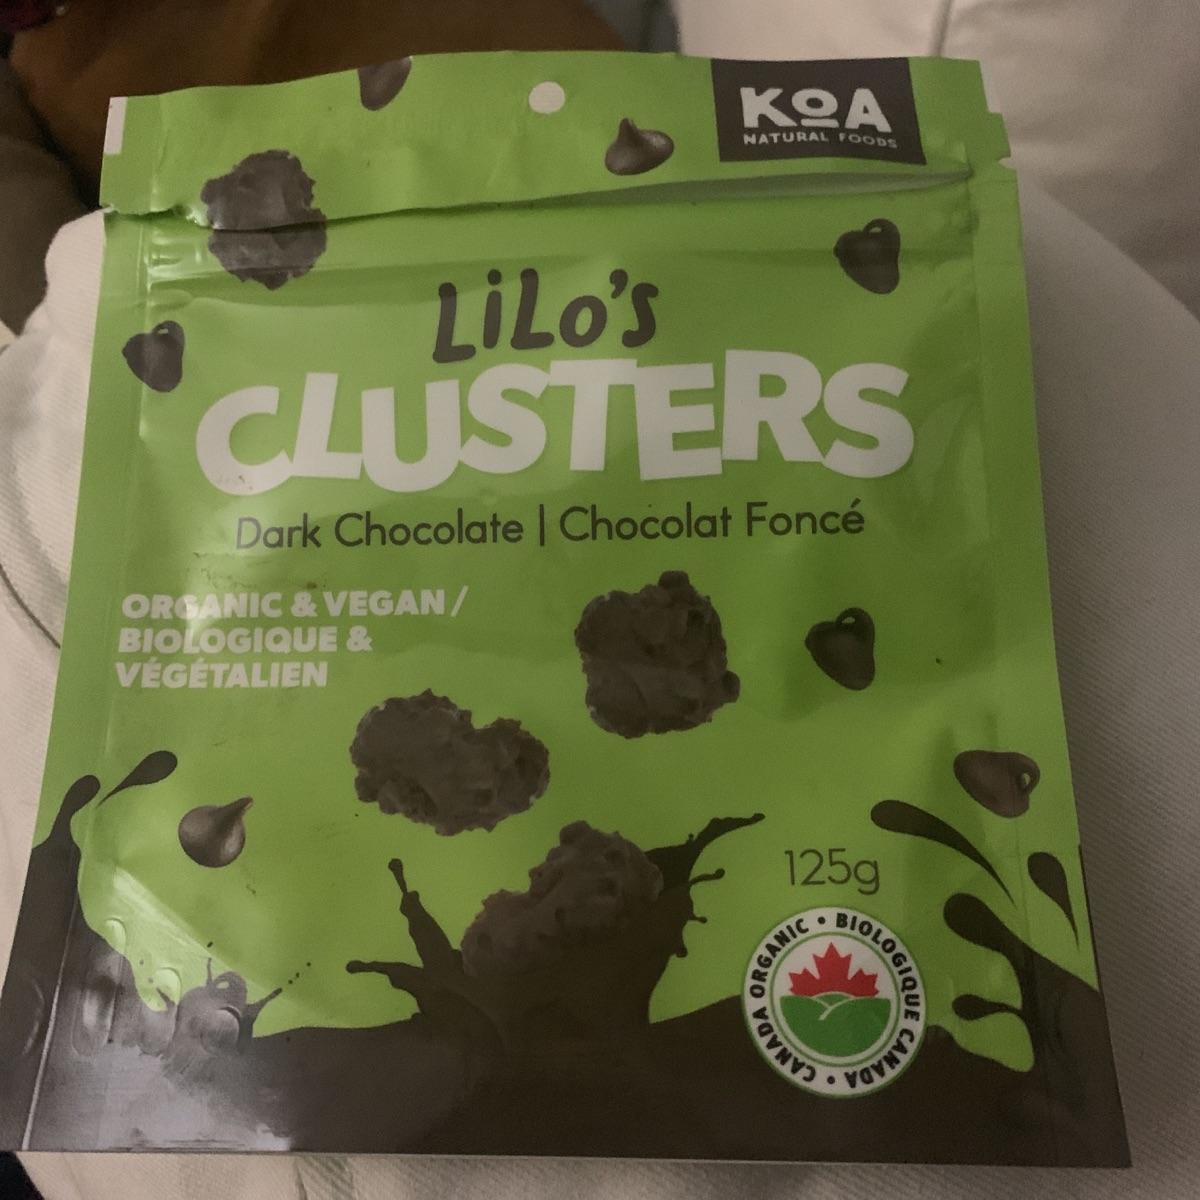 KOA
NATURAL FOODS
LiLo's
CLUSTERS
Dark Chocolate | Chocolat Foncé
ORGANIC & VEGAN /
BIOLOGIQUE &
VÉGÉTALIEN
125g
CANADA ORGANIC • BIOLOGIQUE CANADA •